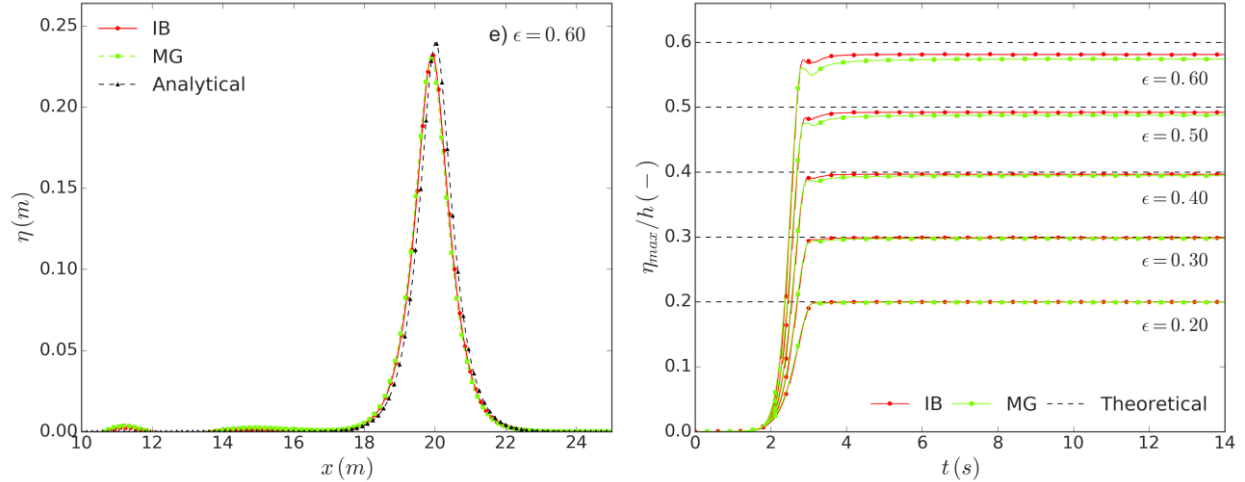 0.25
0.20
0.15
0.10
0.05
0.00
η (m)
IB
MG
Analytical
e) ϵ = 0.60
10 12 14 16 18 20 22 24
x (m)
0.6
0.5
0.4
0.3
0.2
0.1
0.0
η_max/h (−)
ϵ = 0.60
ϵ = 0.50
ϵ = 0.40
ϵ = 0.30
ϵ = 0.20
IB MG Theoretical
0 2 4 6 8 10 12 14
t (s)